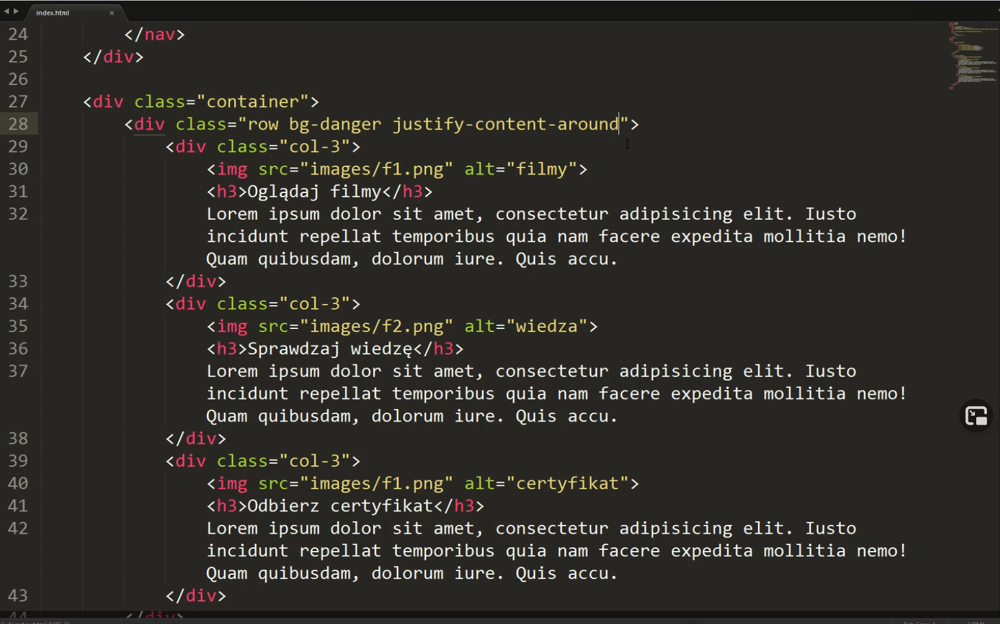 index.html ×
24 </nav>
25 </div>
26
27 <div class="container">
28 <div class="row bg-danger justify-content-around">
29 <div class="col-3">
30 <img src="images/f1.png" alt="filmy">
31 <h3>Oglądaj filmy</h3>
32 Lorem ipsum dolor sit amet, consectetur adipisicing elit. Iusto
incidunt repellat temporibus quia nam facere expedita mollitia nemo!
Quam quibusdam, dolorum iure. Quis accu.
33 </div>
34 <div class="col-3">
35 <img src="images/f2.png" alt="wiedza">
36 <h3>Sprawdzaj wiedzę</h3>
37 Lorem ipsum dolor sit amet, consectetur adipisicing elit. Iusto
incidunt repellat temporibus quia nam facere expedita mollitia nemo!
Quam quibusdam, dolorum iure. Quis accu.
38 </div>
39 <div class="col-3">
40 <img src="images/f1.png" alt="certyfikat">
41 <h3>Odbierz certyfikat</h3>
42 Lorem ipsum dolor sit amet, consectetur adipisicing elit. Iusto
incidunt repellat temporibus quia nam facere expedita mollitia nemo!
Quam quibusdam, dolorum iure. Quis accu.
43 </div>
44 </div>